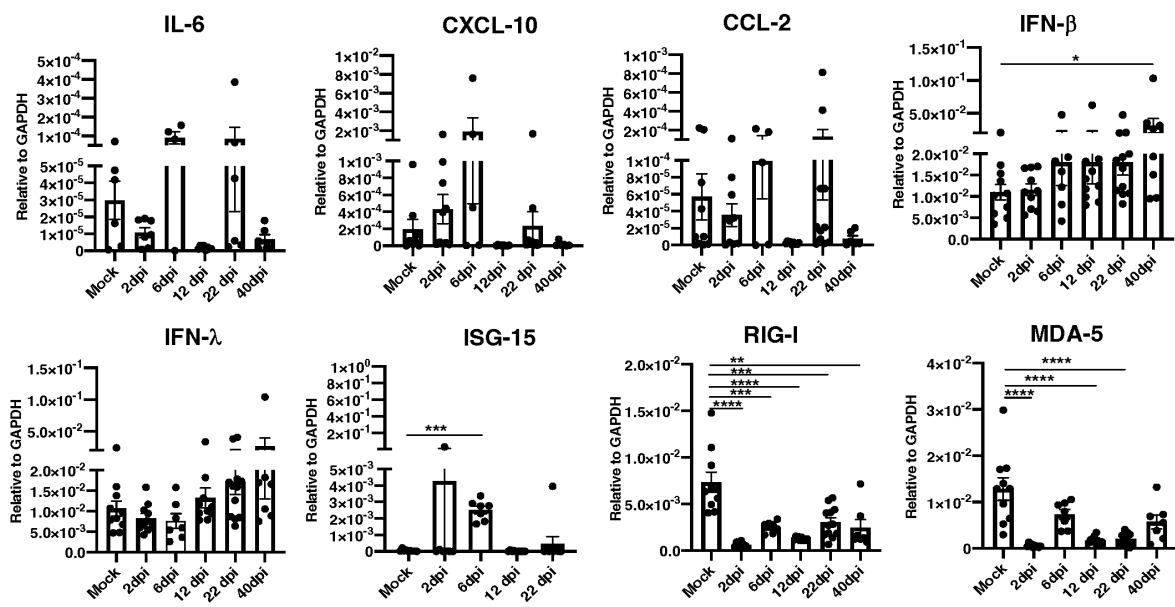 IL-6
CXCL-10
CCL-2
IFN-β
Relative to GAPDH
5×10⁻⁴
4×10⁻⁴
3×10⁻⁴
2×10⁻⁴
1×10⁻⁴
5×10⁻⁵
4×10⁻⁵
3×10⁻⁵
2×10⁻⁵
1×10⁻⁵
0
Mock
2dpi
6dpi
12 dpi
22 dpi
40dpi
Relative to GAPDH
1×10⁻²
8×10⁻³
6×10⁻³
4×10⁻³
2×10⁻³
1×10⁻³
8×10⁻⁴
6×10⁻⁴
4×10⁻⁴
2×10⁻⁴
0
Mock
2dpi
6dpi
12 dpi
22 dpi
40dpi
Relative to GAPDH
1×10⁻³
8×10⁻⁴
6×10⁻⁴
4×10⁻⁴
2×10⁻⁴
1×10⁻⁴
8×10⁻⁵
6×10⁻⁵
4×10⁻⁵
2×10⁻⁵
0
Mock
2dpi
6dpi
12 dpi
22 dpi
40dpi
Relative to GAPDH
1.5×10⁻¹
1.0×10⁻¹
5.0×10⁻²
2.0×10⁻²
1.5×10⁻²
1.0×10⁻²
5.0×10⁻³
0.0
*
Mock
2dpi
6dpi
12 dpi
22 dpi
40dpi
IFN-λ
ISG-15
RIG-I
MDA-5
Relative to GAPDH
1.5×10⁻¹
1.0×10⁻¹
5.0×10⁻²
2.0×10⁻²
1.5×10⁻²
1.0×10⁻²
5.0×10⁻³
0.0
Mock
2dpi
6dpi
12 dpi
22 dpi
40dpi
Relative to GAPDH
1×10⁰
8×10⁻¹
6×10⁻¹
4×10⁻¹
2×10⁻¹
5×10⁻³
4×10⁻³
3×10⁻³
2×10⁻³
1×10⁻³
0
***
Mock
2dpi
6dpi
12 dpi
22 dpi
Relative to GAPDH
2.0×10⁻²
1.5×10⁻²
1.0×10⁻²
5.0×10⁻³
0.0
**
***
****
***
****
Mock
2dpi
6dpi
12 dpi
22dpi
40dpi
Relative to GAPDH
4×10⁻²
3×10⁻²
2×10⁻²
1×10⁻²
0
****
****
****
Mock
2dpi
6dpi
12 dpi
22 dpi
40dpi